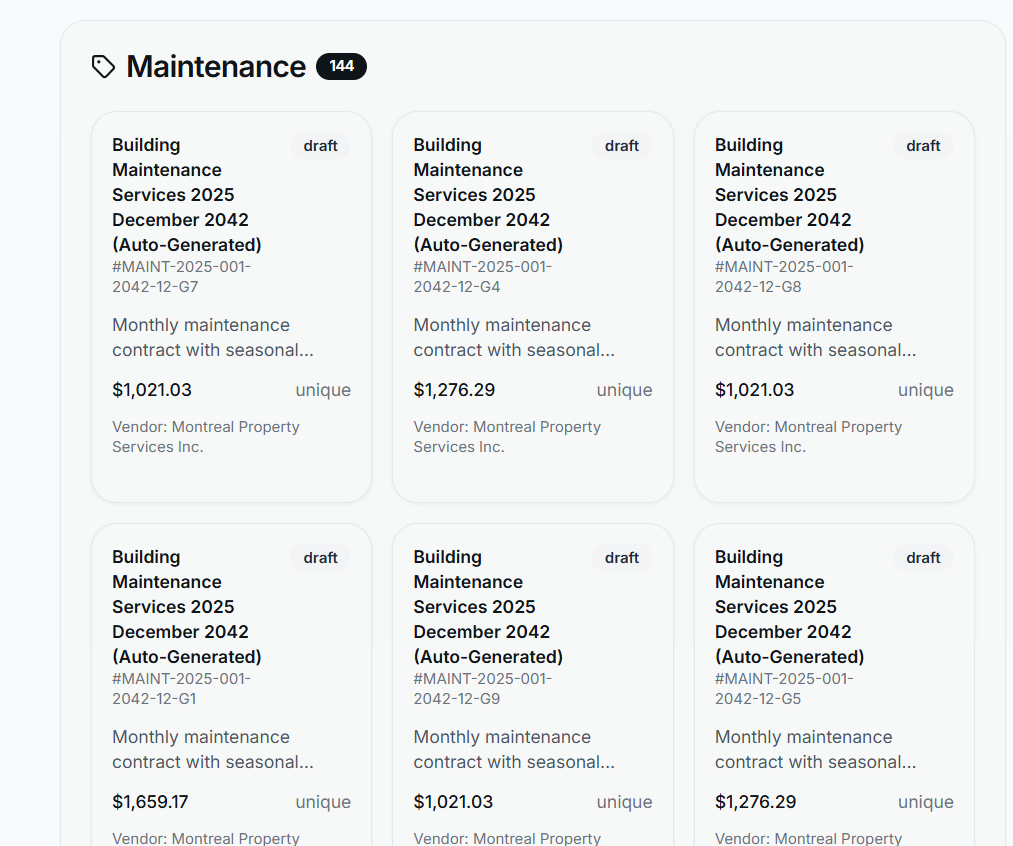 Maintenance 144
Building
Maintenance
Services 2025
December 2042
(Auto-Generated)
draft
#MAINT-2025-001-
2042-12-G7
Monthly maintenance
contract with seasonal...
$1,021.03
unique
Vendor: Montreal Property
Services Inc.
Building
Maintenance
Services 2025
December 2042
(Auto-Generated)
draft
#MAINT-2025-001-
2042-12-G4
Monthly maintenance
contract with seasonal...
$1,276.29
unique
Vendor: Montreal Property
Services Inc.
Building
Maintenance
Services 2025
December 2042
(Auto-Generated)
draft
#MAINT-2025-001-
2042-12-G8
Monthly maintenance
contract with seasonal...
$1,021.03
unique
Vendor: Montreal Property
Services Inc.
Building
Maintenance
Services 2025
December 2042
(Auto-Generated)
draft
#MAINT-2025-001-
2042-12-G1
Monthly maintenance
contract with seasonal...
$1,659.17
unique
Vendor: Montreal Property
Building
Maintenance
Services 2025
December 2042
(Auto-Generated)
draft
#MAINT-2025-001-
2042-12-G9
Monthly maintenance
contract with seasonal...
$1,021.03
unique
Vendor: Montreal Property
Building
Maintenance
Services 2025
December 2042
(Auto-Generated)
draft
#MAINT-2025-001-
2042-12-G5
Monthly maintenance
contract with seasonal...
$1,276.29
unique
Vendor: Montreal Property